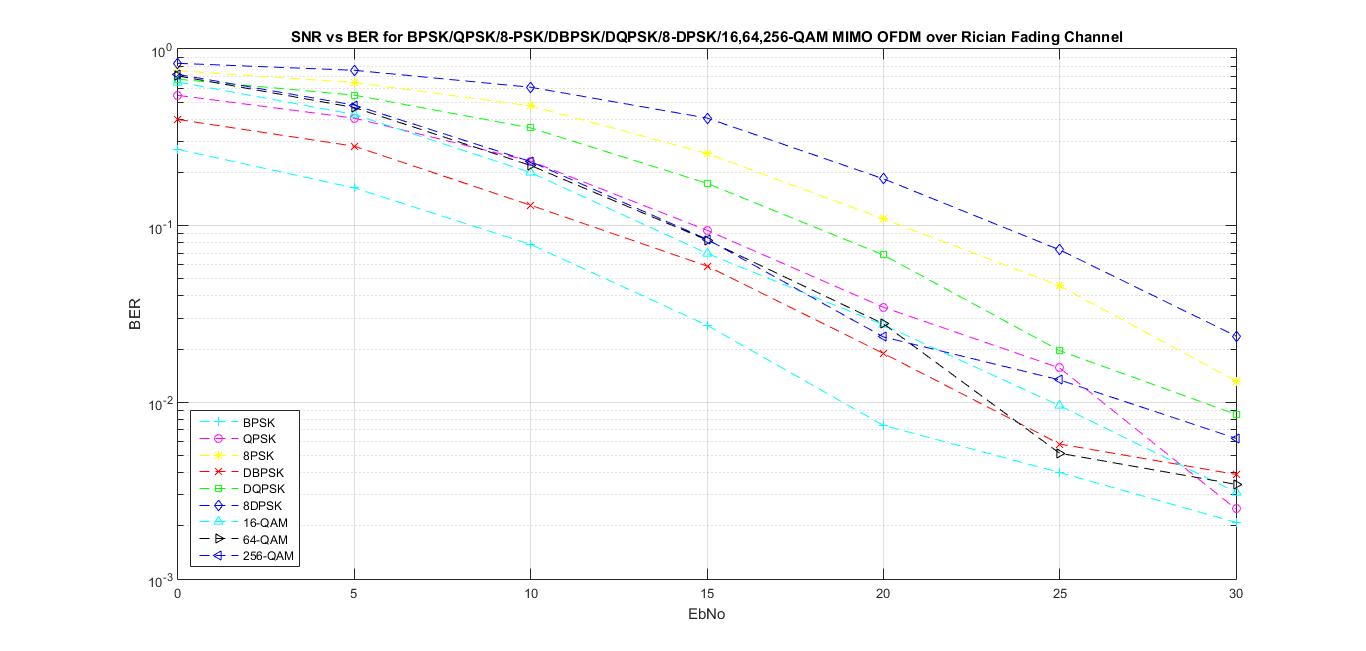 SNR vs BER for BPSK/QPSK/8-PSK/DBPSK/DQPSK/8-DPSK/16,64,256-QAM MIMO OFDM over Rician Fading Channel
10^0
10^-1
BER
10^-2
BPSK
QPSK
8PSK
DBPSK
DQPSK
8DPSK
16-QAM
64-QAM
256-QAM
10^-3
0 5 10 15 20 25 30
EbNo